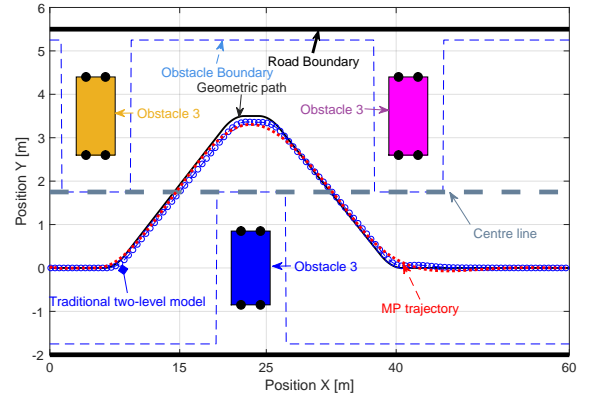 6
5
4
3
2
1
0
-1
-2
0
15
25
40
60
Position Y [m]
Position X [m]
Road Boundary
Obstacle Boundary
Geometric path
Obstacle 3
Obstacle 3
Centre line
Obstacle 3
Traditional two-level model
MP trajectory